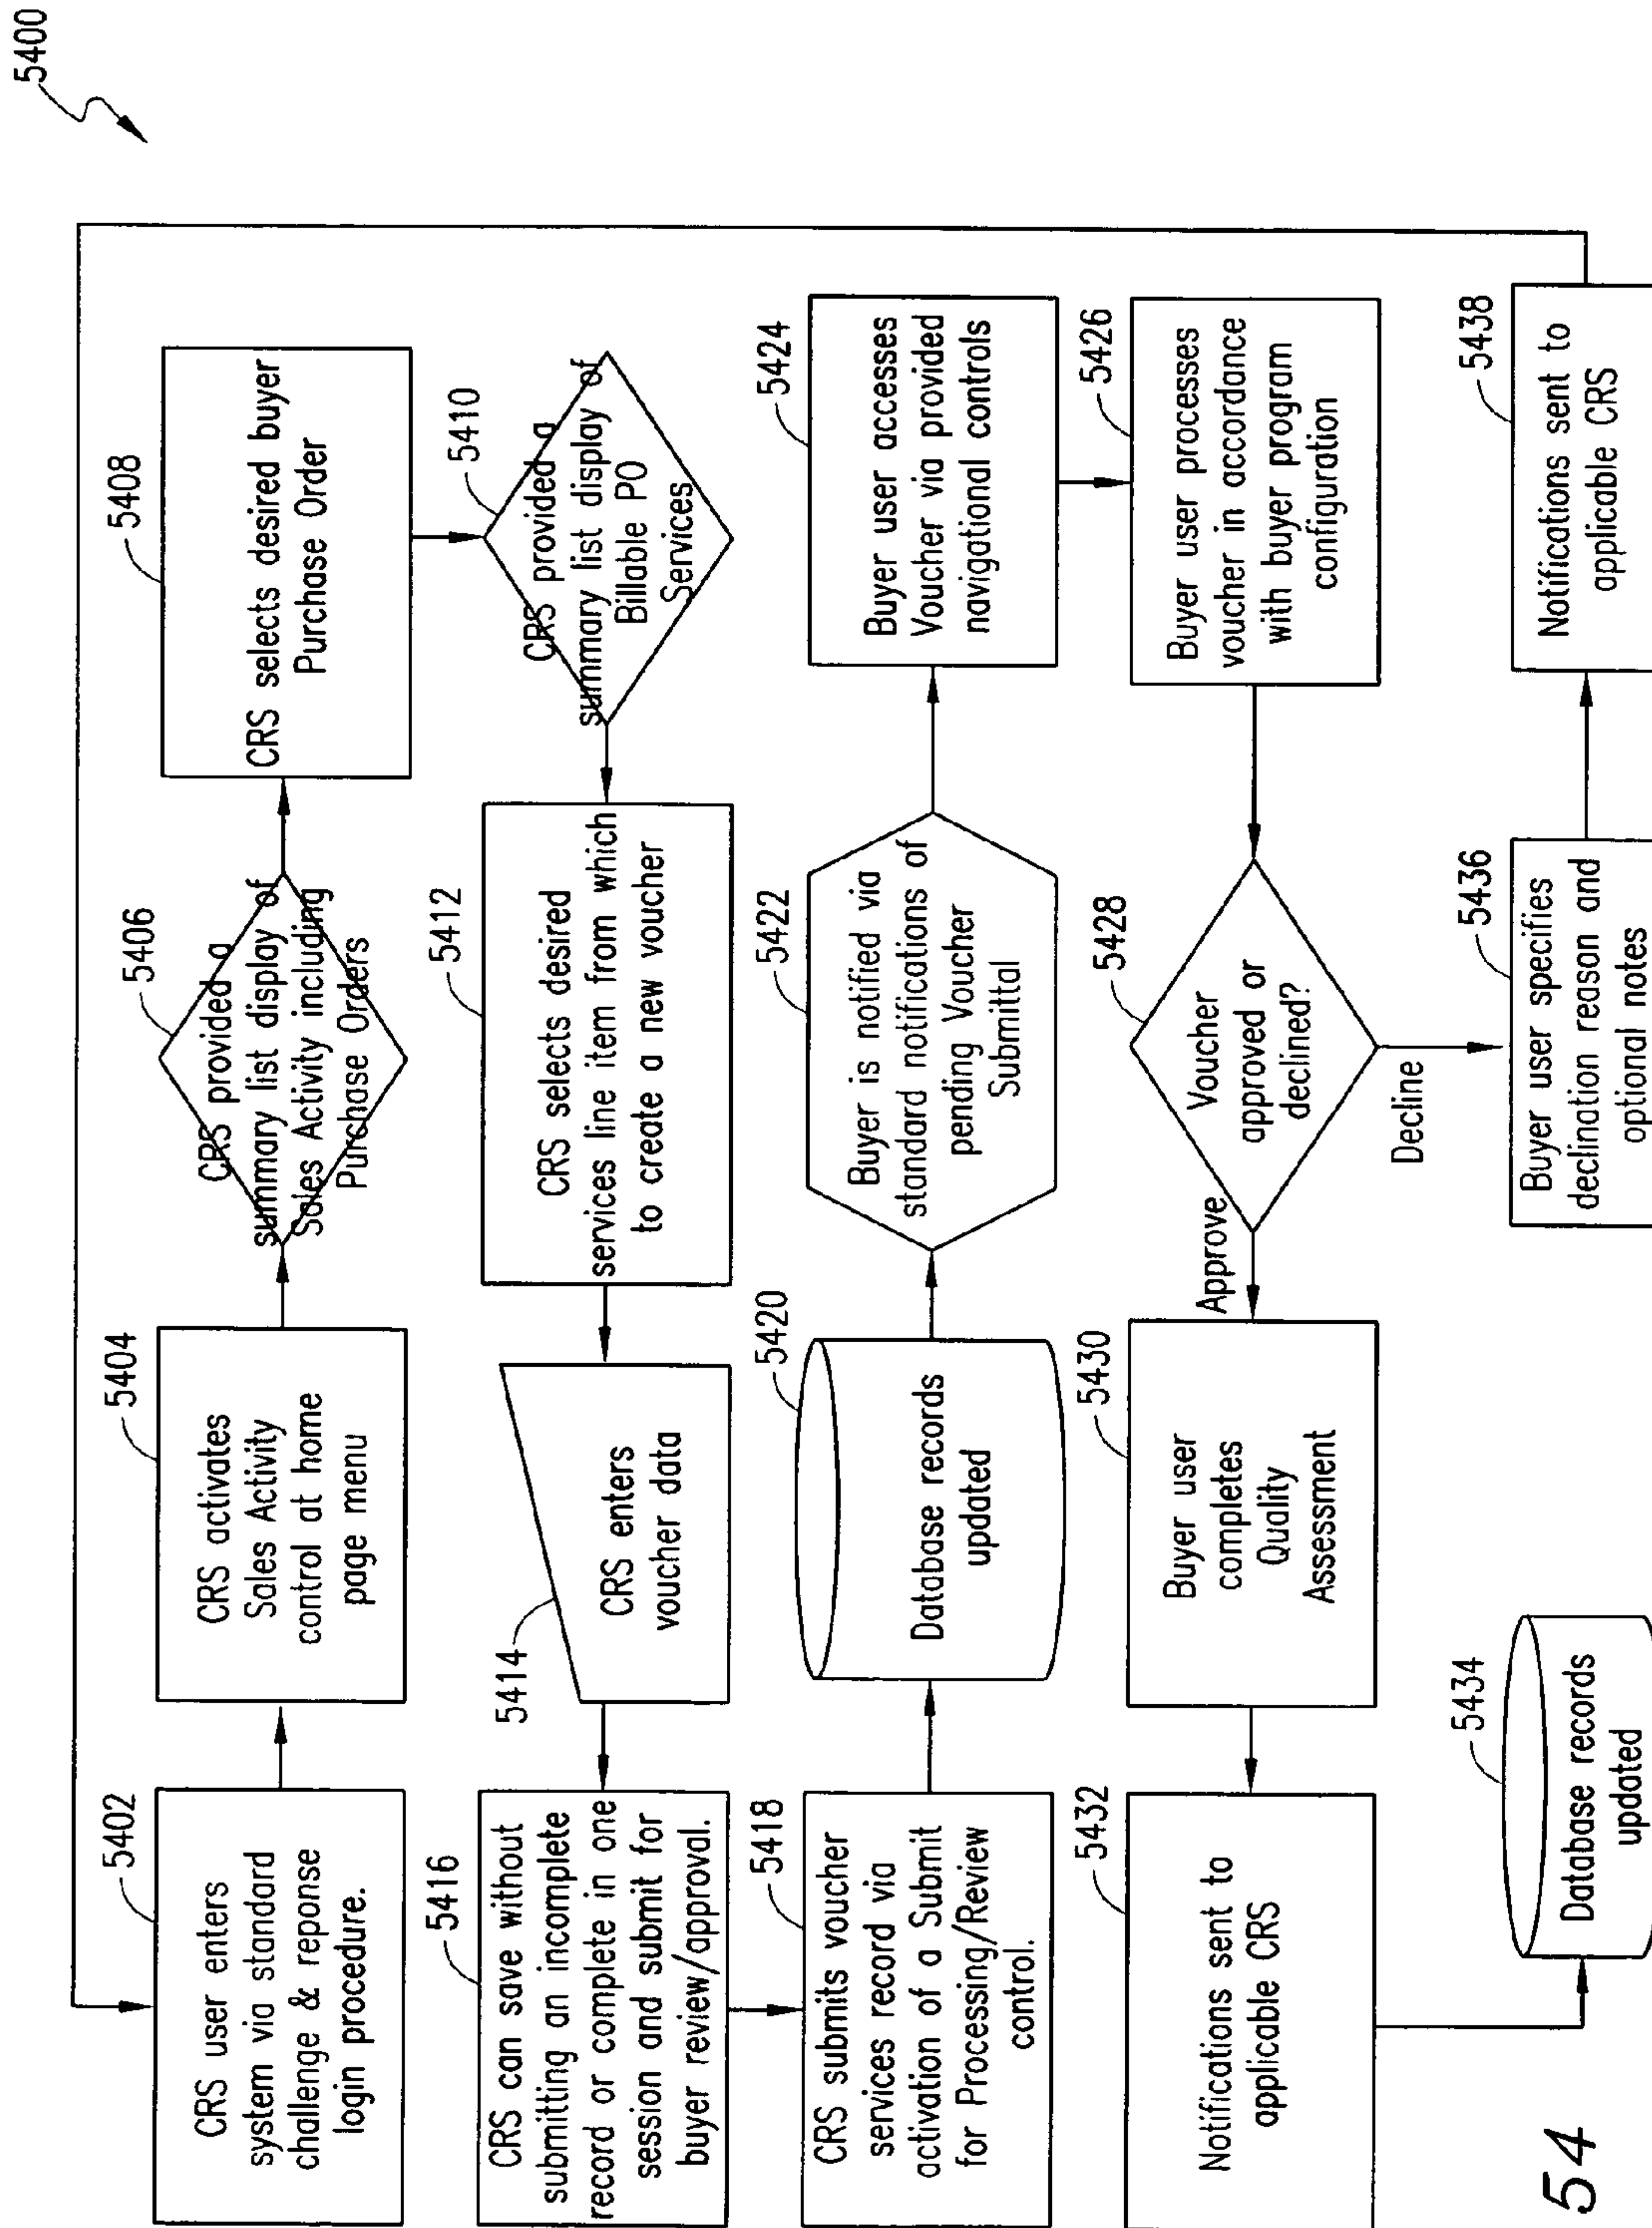 5400
5402
CRS user enters
system via standard
challenge & reponse
login procedure.
5404
CRS activates
Sales Activity
control at home
page menu
5406
CRS provided a
summary list display of
Sales Activity including
Purchase Orders
5408
CRS selects desired buyer
Purchase Order
5410
CRS provided a
summary list display of
Billable PO
Services
5412
CRS selects desired
services line item from which
to create a new voucher
5414
CRS enters
voucher data
5416
CRS can save without
submitting an incomplete
record or complete in one
session and submit for
buyer review/approval.
5418
CRS submits voucher
services record via
activation of a Submit
for Processing/Review
control.
5420
Database records
updated
5422
Buyer is notified via
standard notifications of
pending Voucher
Submittal
5424
Buyer user accesses
Voucher via provided
navigational controls
5426
Buyer user processes
voucher in accordance
with buyer program
configuration
5428
Voucher
approved or
declined?
Approve
Decline
5430
Buyer user
completes
Quality
Assessment
5432
Notifications sent to
applicable CRS
5434
Database records
updated
5436
Buyer user specifies
declination reason and
optional notes
5438
Notifications sent to
applicable CRS
54